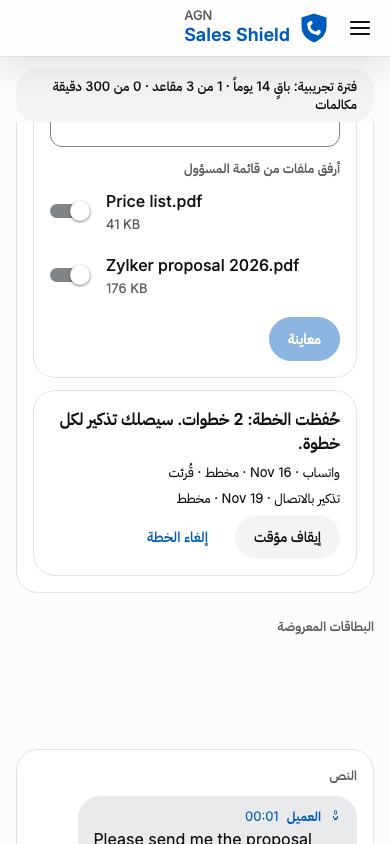 AGN
Sales Shield
فترة تجريبية: باقٍ 14 يوماً · 1 من 3 مقاعد · 0 من 300 دقيقة
مكالمات
أرفق ملفات من قائمة المسؤول
Price list.pdf
41 KB
Zylker proposal 2026.pdf
176 KB
معاينة
حُفظت الخطة: 2 خطوات. سيصلك تذكير لكل
خطوة.
واتساب · Nov 16 · مخطط · قُرئت
تذكير بالاتصال · Nov 19 · مخطط
إيقاف مؤقت
إلغاء الخطة
البطاقات المعروضة
النص
العميل 00:01
Please send me the proposal